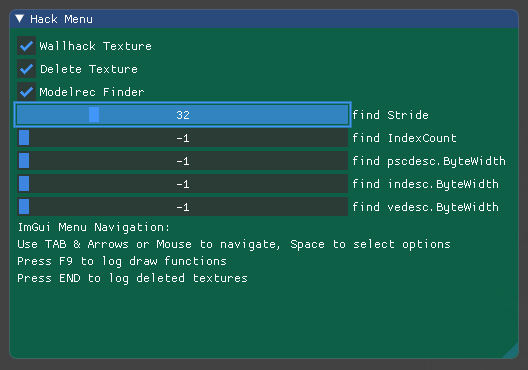 Hack Menu
Wallhack Texture
Delete Texture
Modelrec Finder
32 find Stride
-1 find IndexCount
-1 find pscdesc.ByteWidth
-1 find indesc.ByteWidth
-1 find vedesc.ByteWidth
ImGui Menu Navigation:
Use TAB & Arrows or Mouse to navigate, Space to select options
Press F9 to log draw functions
Press END to log deleted textures